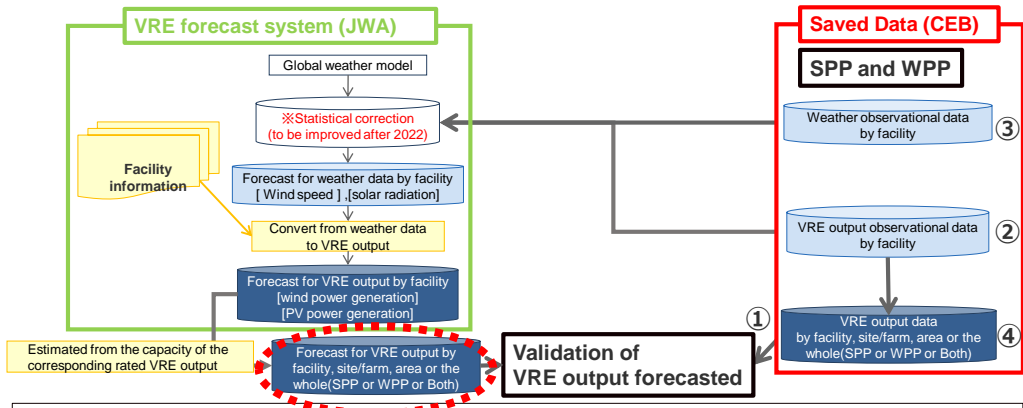 VRE forecast system (JWA)
Global weather model
※Statistical correction
(to be improved after 2022)
Facility
information
Forecast for weather data by facility
[ Wind speed ] ,[solar radiation]
Convert from weather data
to VRE output
Forecast for VRE output by facility
[wind power generation]
[PV power generation]
Estimated from the capacity of the
corresponding rated VRE output
Forecast for VRE output by
facility, site/farm, area or the
whole(SPP or WPP or Both)
①
Validation of
VRE output forecasted
Saved Data (CEB)
SPP and WPP
Weather observational data
by facility
③
VRE output observational data
by facility
②
VRE output data
by facility, site/farm, area or the
whole(SPP or WPP or Both)
④